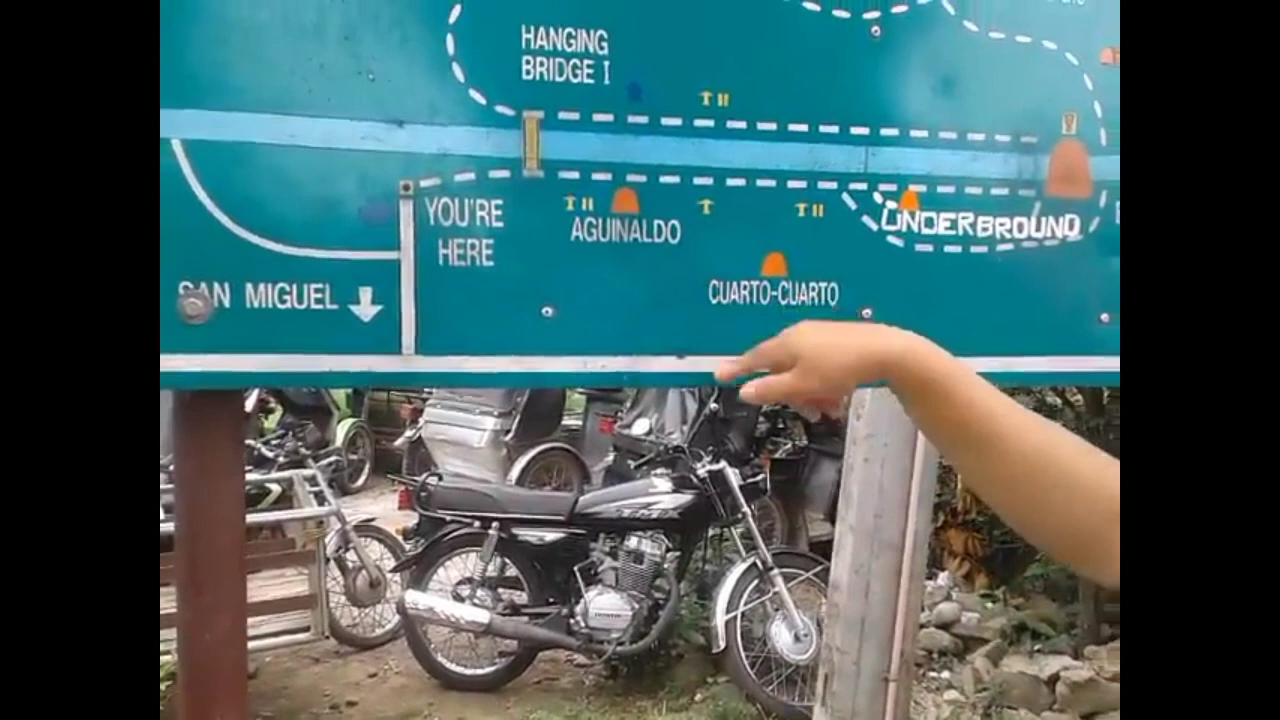 HANGING
BRIDGE I
YOU'RE
HERE
AGUINALDO
UNDERBROUND
CUARTO-CUARTO
SAN MIGUEL